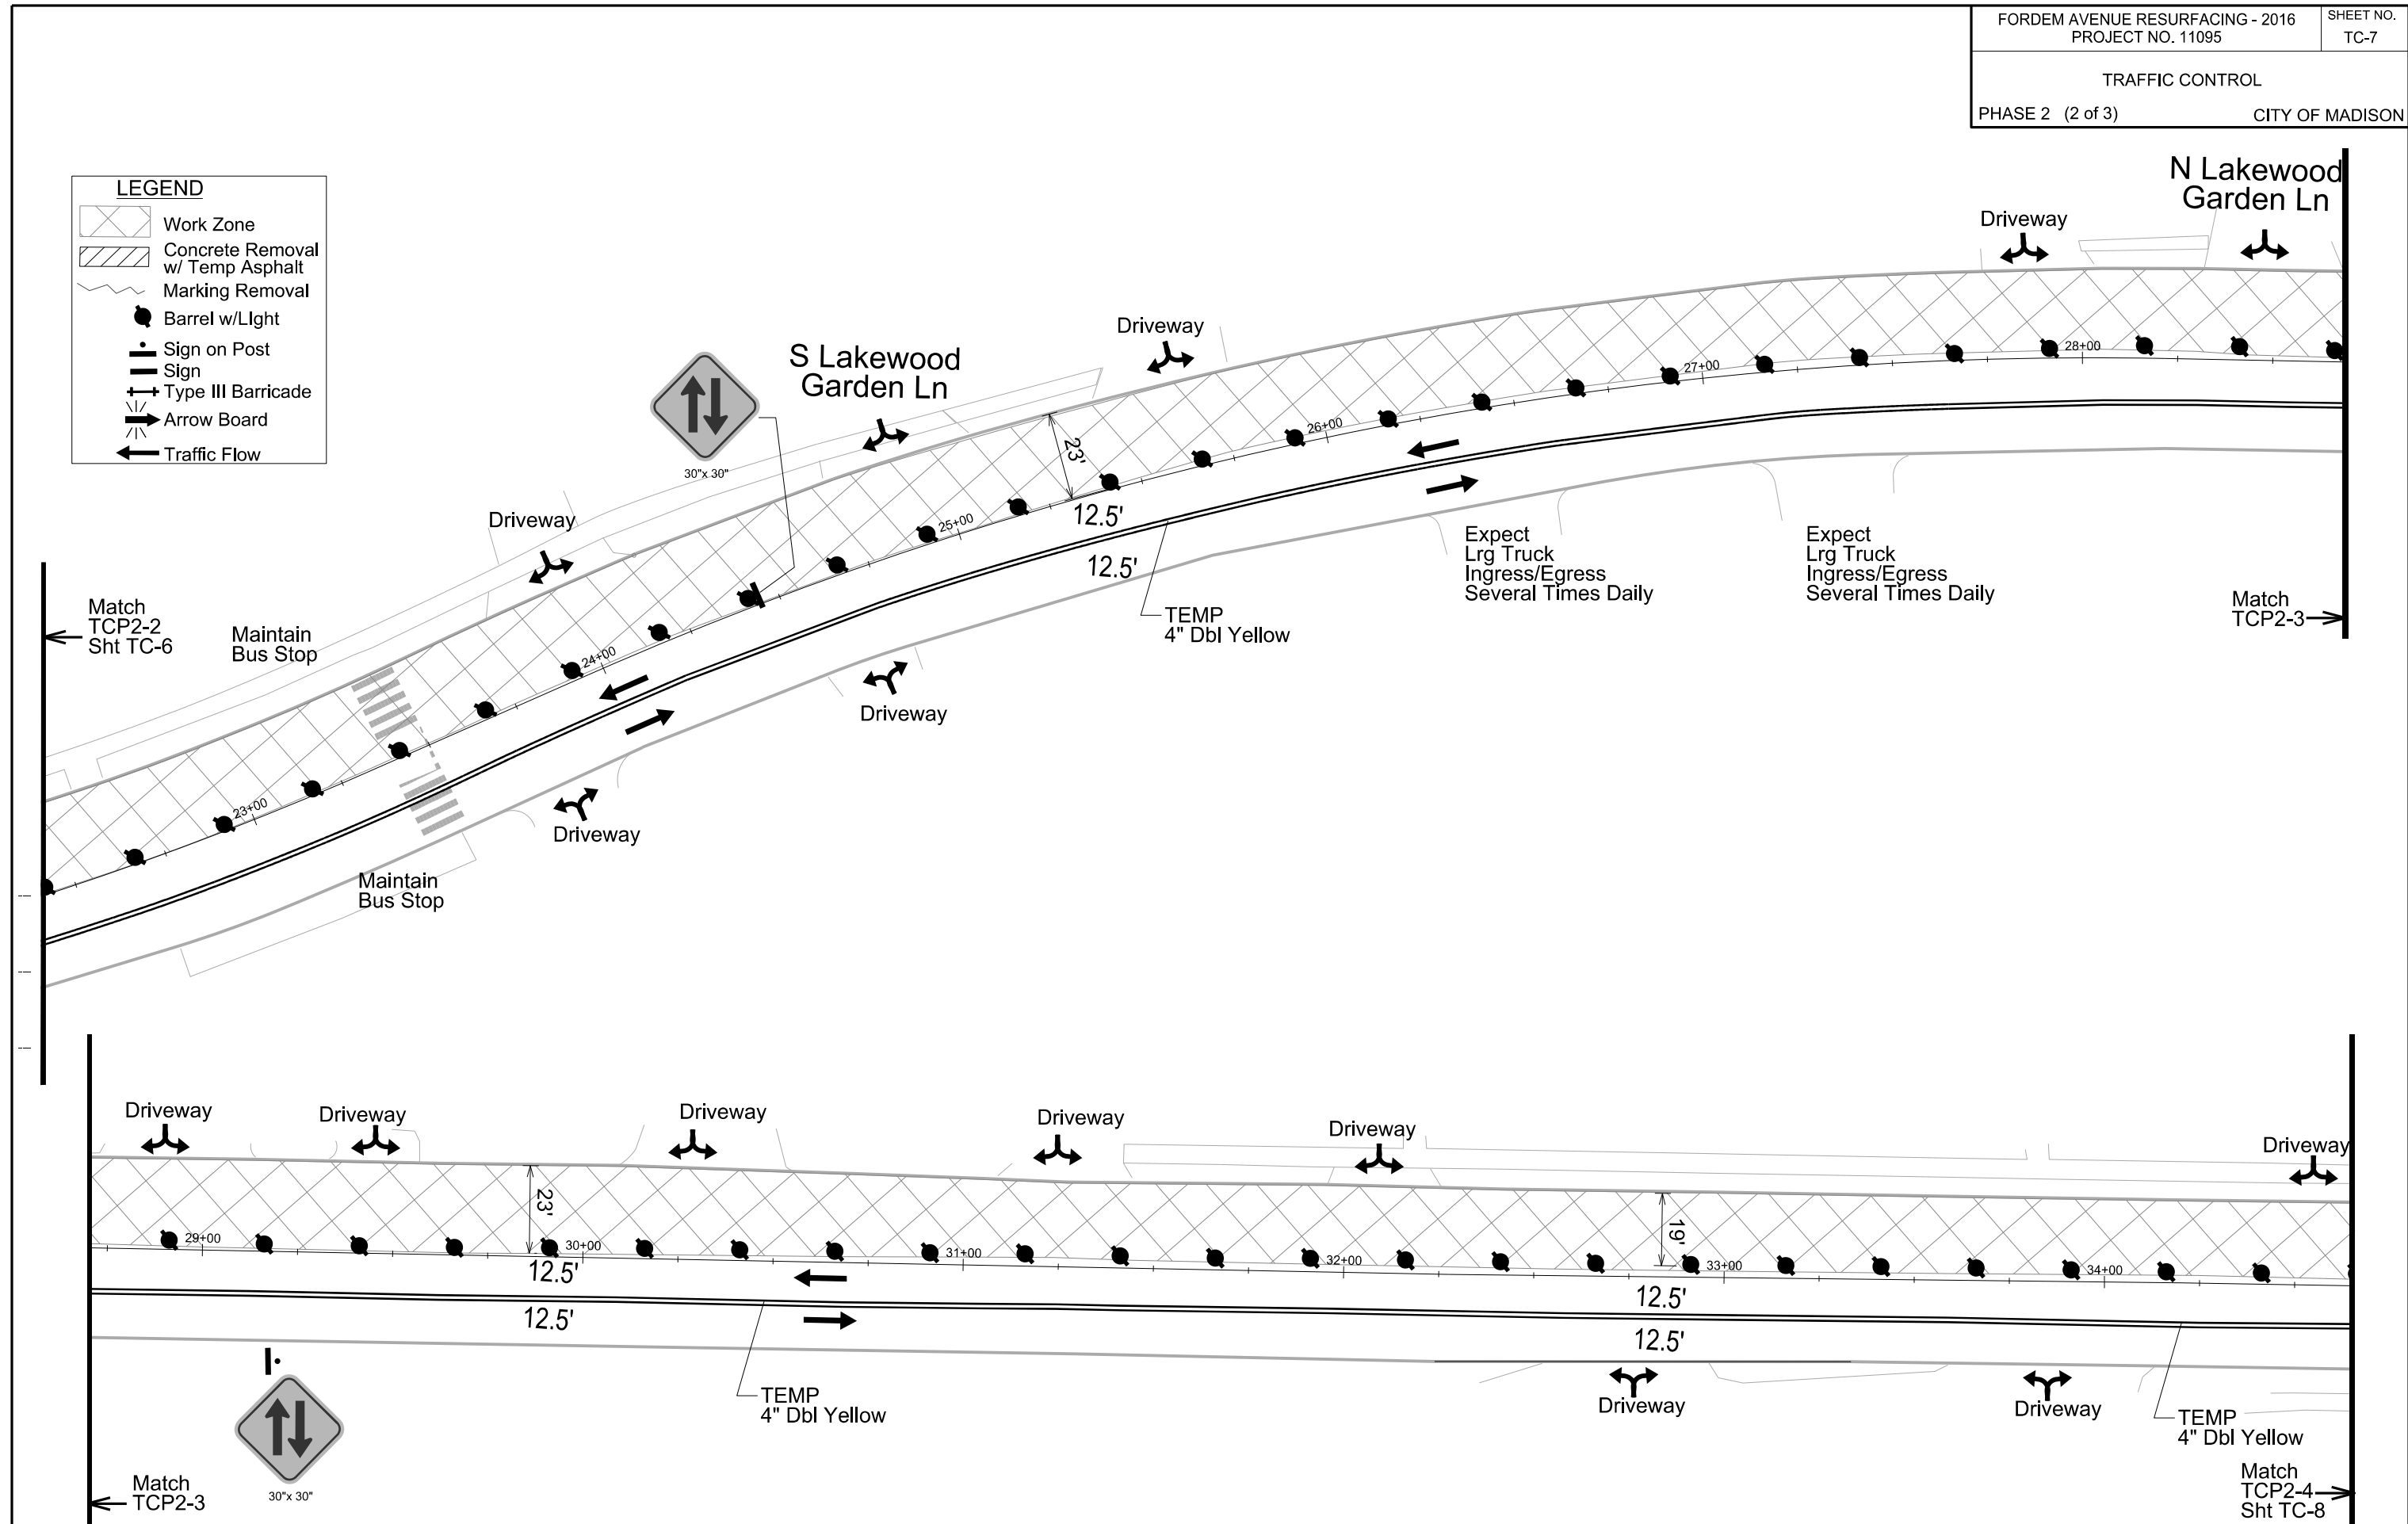 FORDEM AVENUE RESURFACING - 2016
PROJECT NO. 11095
SHEET NO.
TC-7
TRAFFIC CONTROL
PHASE 2 (2 of 3)
CITY OF MADISON
LEGEND
Work Zone
Concrete Removal
w/ Temp Asphalt
Marking Removal
Barrel w/LIght
Sign on Post
Sign
Type III Barricade
Arrow Board
Traffic Flow
N Lakewood
Garden Ln
Driveway
Driveway
S Lakewood
Garden Ln
30"x 30"
Driveway
28+00
27+00
26+00
23'
25+00
12.5'
12.5'
24+00
23+00
Expect
Lrg Truck
Ingress/Egress
Several Times Daily
Expect
Lrg Truck
Ingress/Egress
Several Times Daily
Match
TCP2-3
TEMP
4" Dbl Yellow
Match
TCP2-2
Sht TC-6
Maintain
Bus Stop
Driveway
Driveway
Maintain
Bus Stop
Driveway
Driveway
Driveway
Driveway
Driveway
Driveway
23'
19'
29+00
30+00
31+00
32+00
33+00
34+00
12.5'
12.5'
12.5'
12.5'
TEMP
4" Dbl Yellow
Driveway
Driveway
TEMP
4" Dbl Yellow
30"x 30"
Match
TCP2-3
Match
TCP2-4
Sht TC-8